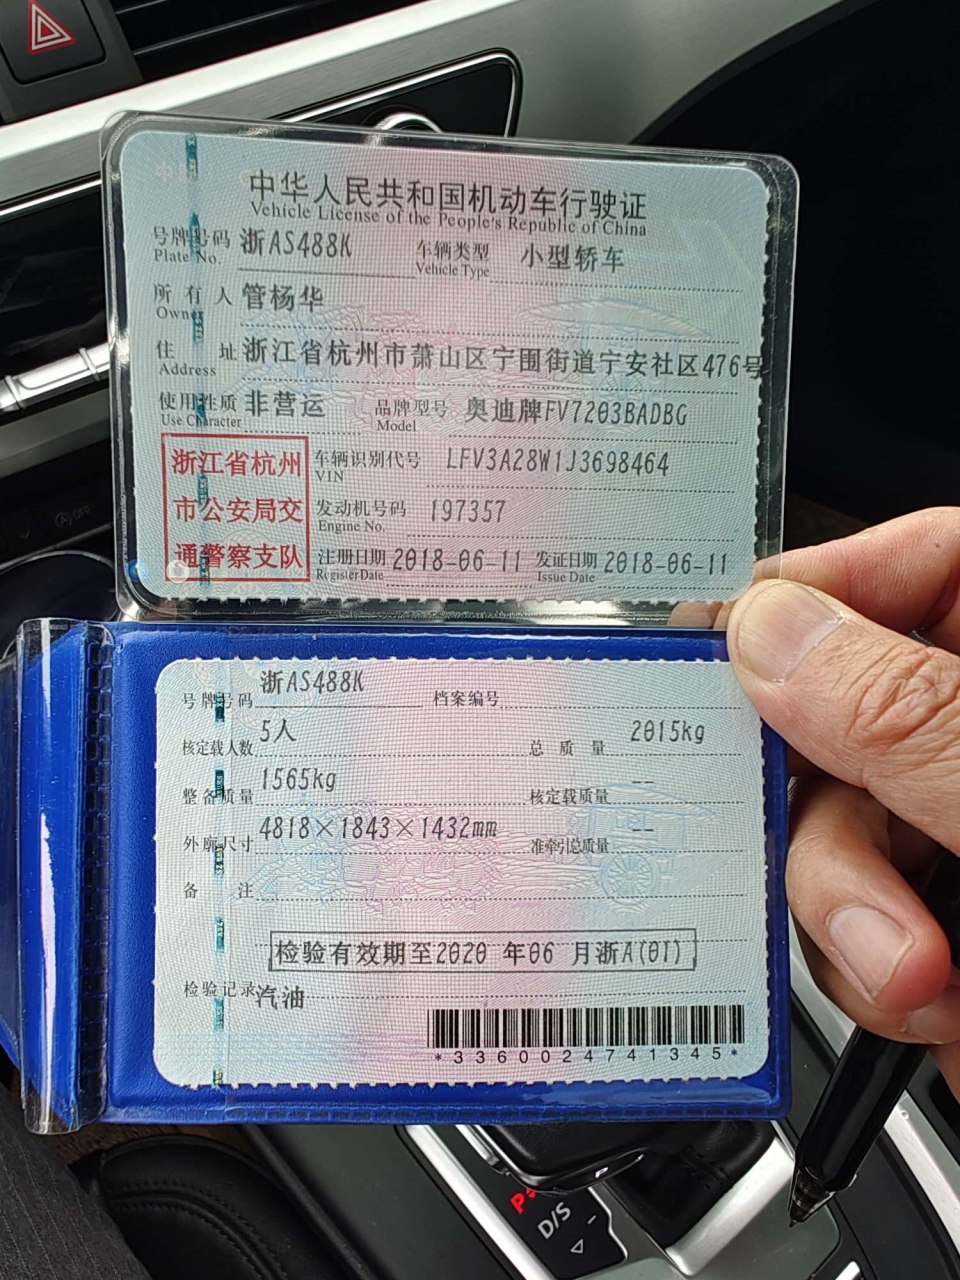 中华人民共和国机动车行驶证
Vehicle License of the People's Republic of China
号牌号码 浙AS488K 车辆类型 小型轿车
Plate No. Vehicle Type
所有人 管杨华
Owner
住址 浙江省杭州市萧山区宁围街道宁安社区476号
Address
使用性质 非营运 品牌型号 奥迪牌FV7203BADBG
Use Character Model
浙江省杭州
市公安局交
通警察支队
车辆识别代号 LFV3A28W1J3698464
VIN
发动机号码 197357
Engine No.
注册日期 2018-06-11 发证日期 2018-06-11
Register Date Issue Date
号牌号码 浙AS488K 档案编号
核定载人数 5人 总质量 2015kg
整备质量 1565kg 核定载质量 --
外廓尺寸 4818×1843×1432mm 准牵引总质量 --
备注
检验有效期至2020 年06 月浙A(01)
检验记录 汽油
*3360024741345*
P
D/S